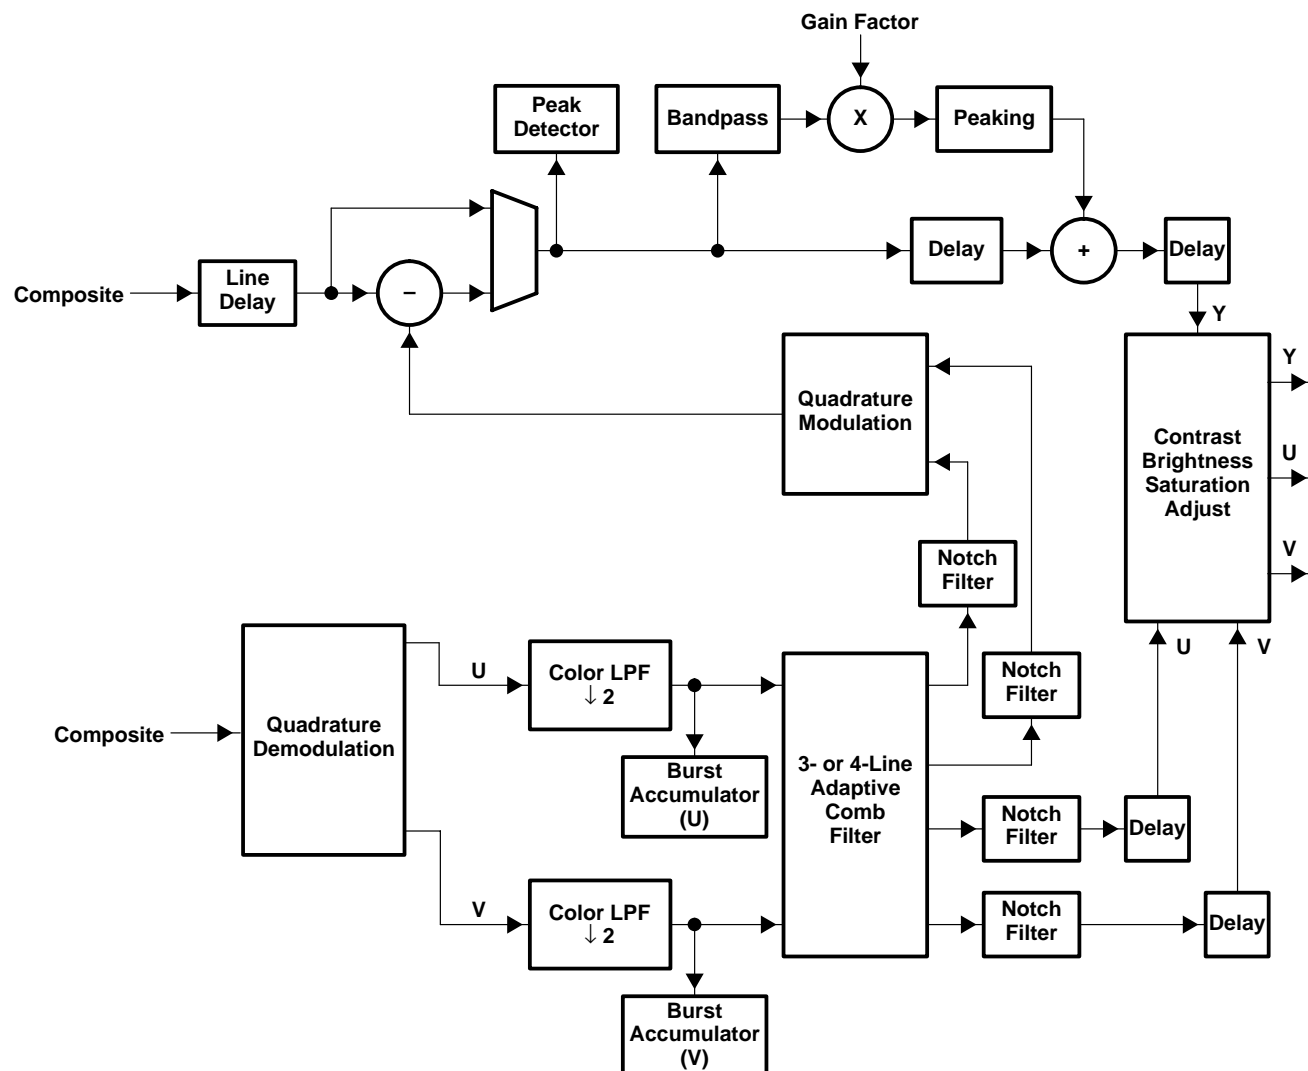 Gain Factor
Peak
Detector
Bandpass
X
Peaking
Line
Delay
Composite
–
Delay
+
Delay
Y
Quadrature
Modulation
Contrast
Brightness
Saturation
Adjust
Y
U
V
Notch
Filter
U
V
Composite
Quadrature
Demodulation
U
Color LPF
↓ 2
Burst
Accumulator
(U)
V
Color LPF
↓ 2
Burst
Accumulator
(V)
3- or 4-Line
Adaptive
Comb
Filter
Notch
Filter
Notch
Filter
Delay
Notch
Filter
Delay